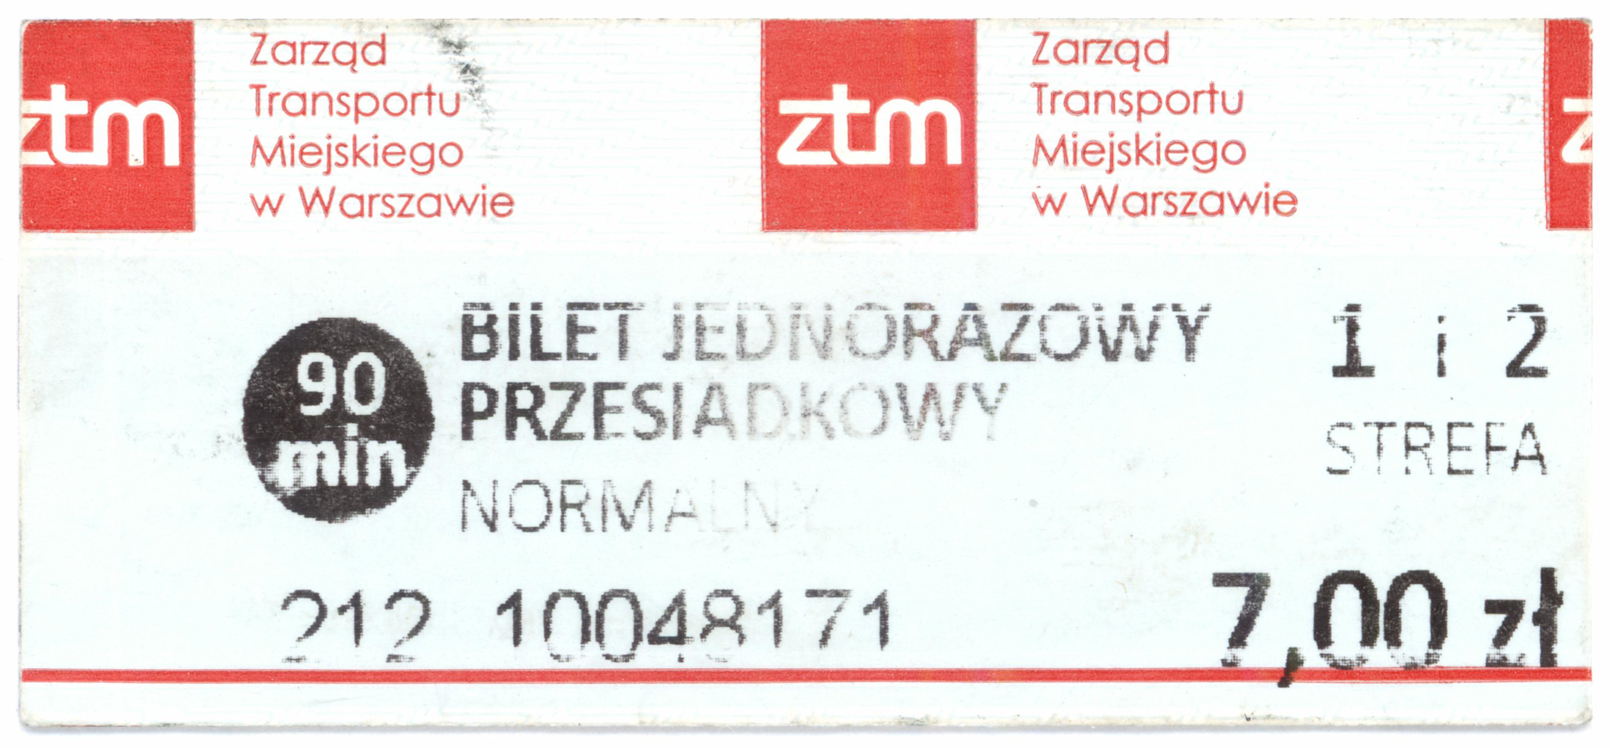 ztm
Zarząd
Transportu
Miejskiego
w Warszawie
ztm
Zarząd
Transportu
Miejskiego
w Warszawie
z
90
min
BILET JEDNORAZOWY
PRZESIADKOWY
NORMALNY
1 i 2
STREFA
212 10048171
7,00 zł